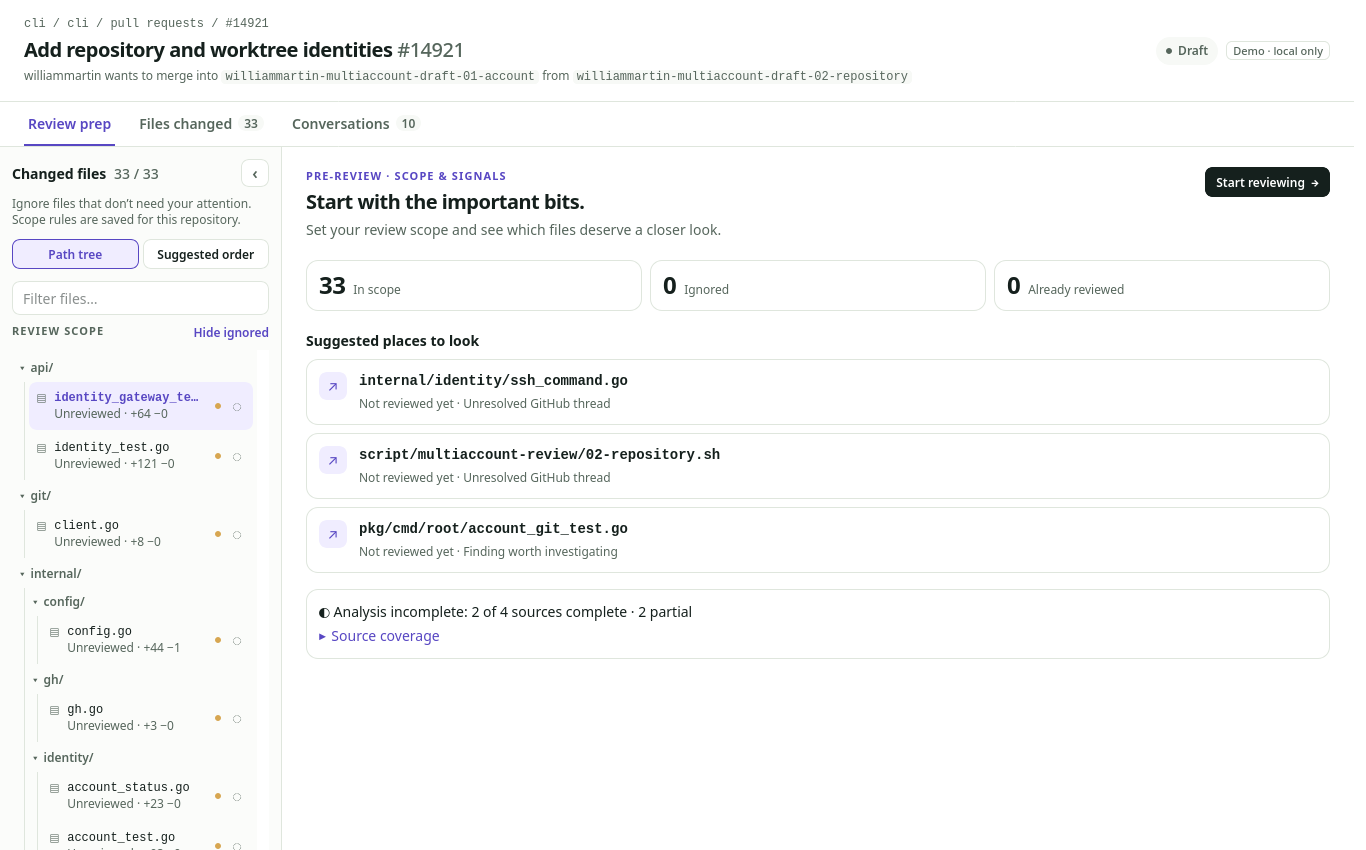 cli / cli / pull requests / #14921
Add repository and worktree identities #14921
williammartin wants to merge into williammartin-multiaccount-draft-01-account from williammartin-multiaccount-draft-02-repository
Draft
Demo · local only
Review prep
Files changed 33
Conversations 10
Changed files 33 / 33
‹
Ignore files that don’t need your attention.
Scope rules are saved for this repository.
Path tree
Suggested order
Filter files...
REVIEW SCOPE
Hide ignored
api/
identity_gateway_te…
Unreviewed · +64 −0
identity_test.go
Unreviewed · +121 −0
git/
client.go
Unreviewed · +8 −0
internal/
config/
config.go
Unreviewed · +44 −1
gh/
gh.go
Unreviewed · +3 −0
identity/
account_status.go
Unreviewed · +23 −0
account_test.go
PRE-REVIEW · SCOPE & SIGNALS
Start with the important bits.
Set your review scope and see which files deserve a closer look.
Start reviewing →
33 In scope
0 Ignored
0 Already reviewed
Suggested places to look
internal/identity/ssh_command.go
Not reviewed yet · Unresolved GitHub thread
script/multiaccount-review/02-repository.sh
Not reviewed yet · Unresolved GitHub thread
pkg/cmd/root/account_git_test.go
Not reviewed yet · Finding worth investigating
◐ Analysis incomplete: 2 of 4 sources complete · 2 partial
▸ Source coverage